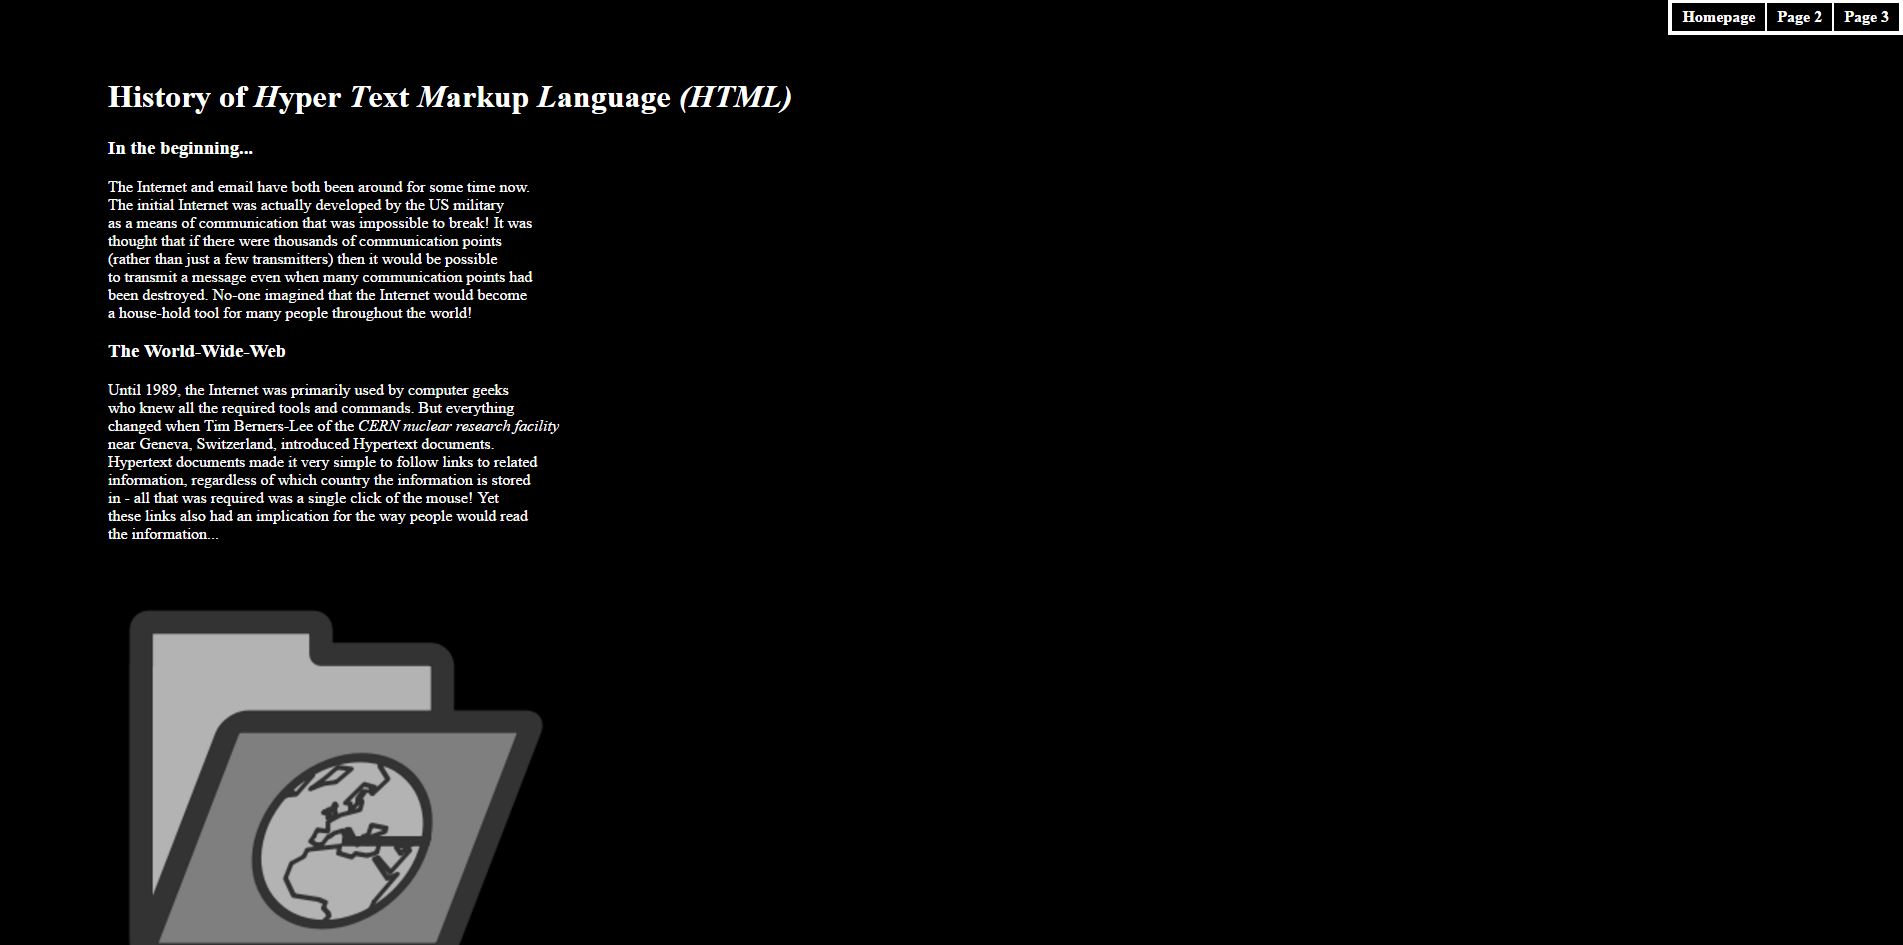 Homepage Page 2 Page 3
History of Hyper Text Markup Language (HTML)
In the beginning...
The Internet and email have both been around for some time now.
The initial Internet was actually developed by the US military
as a means of communication that was impossible to break! It was
thought that if there were thousands of communication points
(rather than just a few transmitters) then it would be possible
to transmit a message even when many communication points had
been destroyed. No-one imagined that the Internet would become
a house-hold tool for many people throughout the world!
The World-Wide-Web
Until 1989, the Internet was primarily used by computer geeks
who knew all the required tools and commands. But everything
changed when Tim Berners-Lee of the CERN nuclear research facility
near Geneva, Switzerland, introduced Hypertext documents.
Hypertext documents made it very simple to follow links to related
information, regardless of which country the information is stored
in - all that was required was a single click of the mouse! Yet
these links also had an implication for the way people would read
the information...